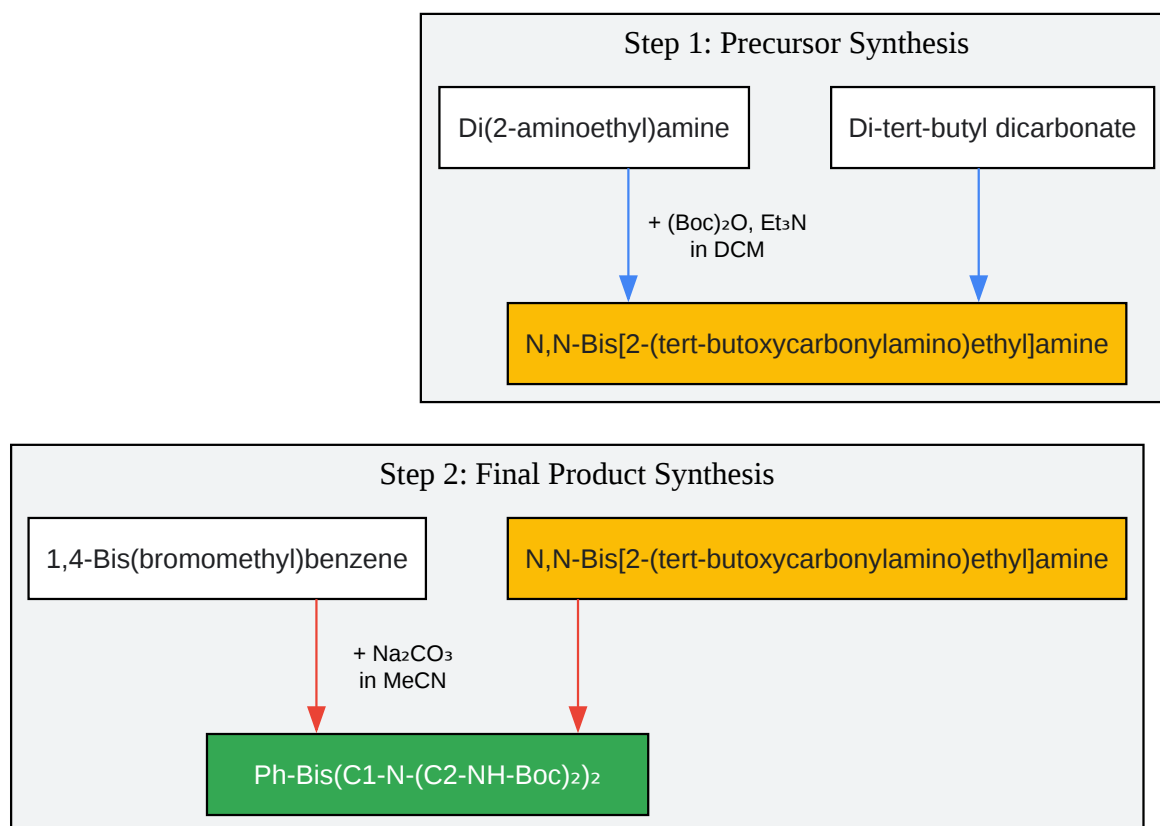 Step 1: Precursor Synthesis
Di(2-aminoethyl)amine
Di-tert-butyl dicarbonate
+ (Boc)₂O, Et₃N
in DCM
N,N-Bis[2-(tert-butoxycarbonylamino)ethyl]amine
Step 2: Final Product Synthesis
1,4-Bis(bromomethyl)benzene
N,N-Bis[2-(tert-butoxycarbonylamino)ethyl]amine
+ Na₂CO₃
in MeCN
Ph-Bis(C1-N-(C2-NH-Boc)₂)₂